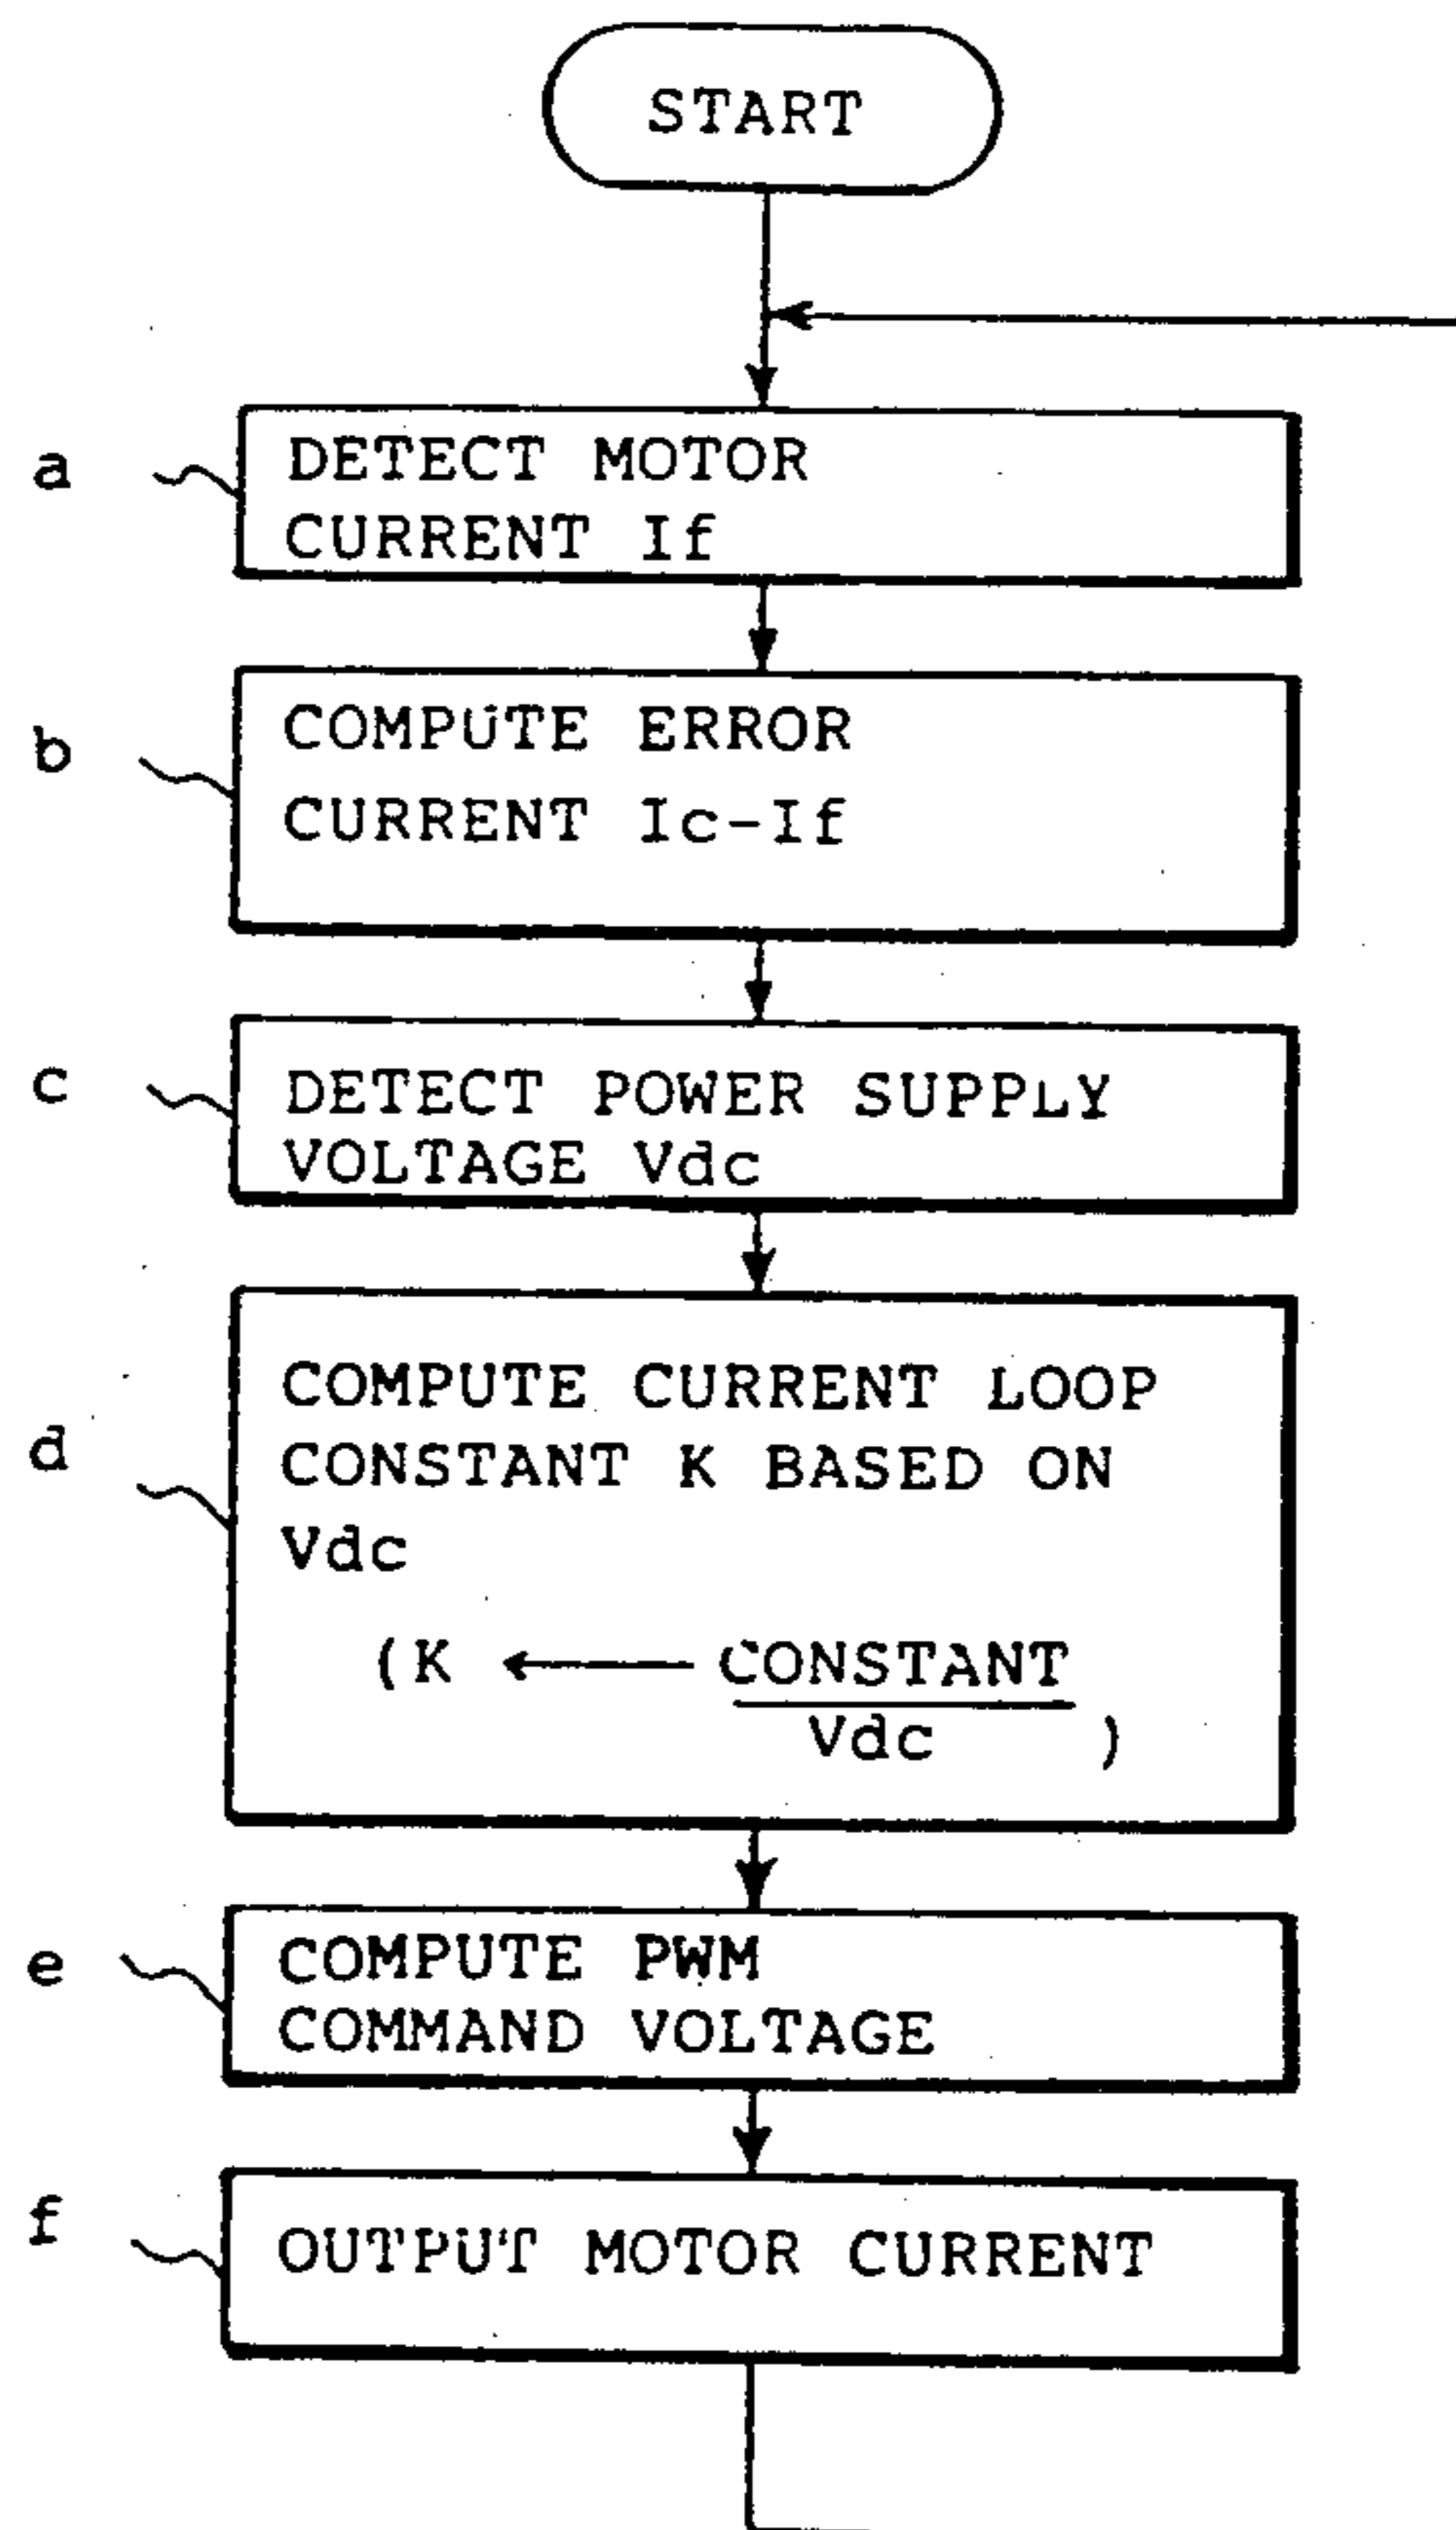 START
a
DETECT MOTOR
CURRENT If
b
COMPUTE ERROR
CURRENT Ic-If
c
DETECT POWER SUPPLY
VOLTAGE Vdc
d
COMPUTE CURRENT LOOP
CONSTANT K BASED ON
Vdc
(K ← CONSTANT
Vdc )
e
COMPUTE PWM
COMMAND VOLTAGE
f
OUTPUT MOTOR CURRENT